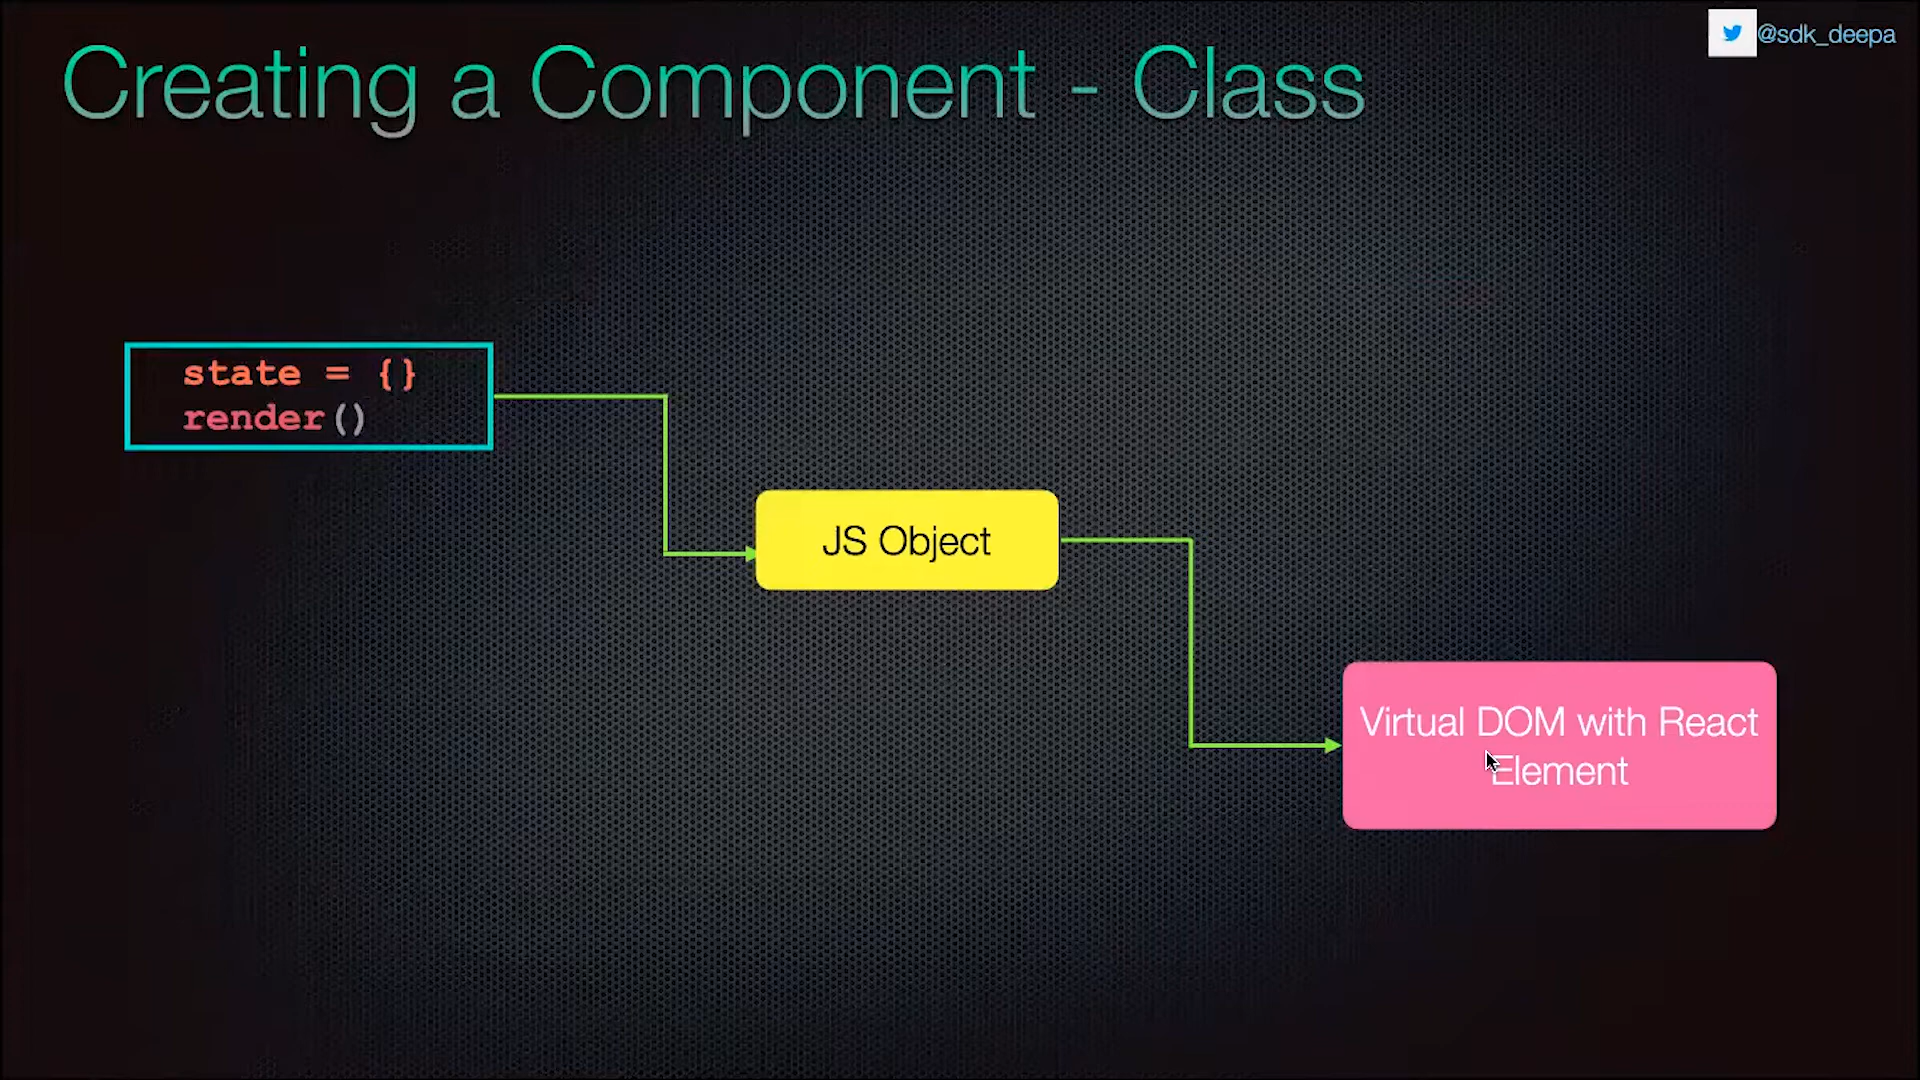 @sdk_deepa
Creating a Component - Class
state = {}
render()
JS Object
Virtual DOM with React
Element